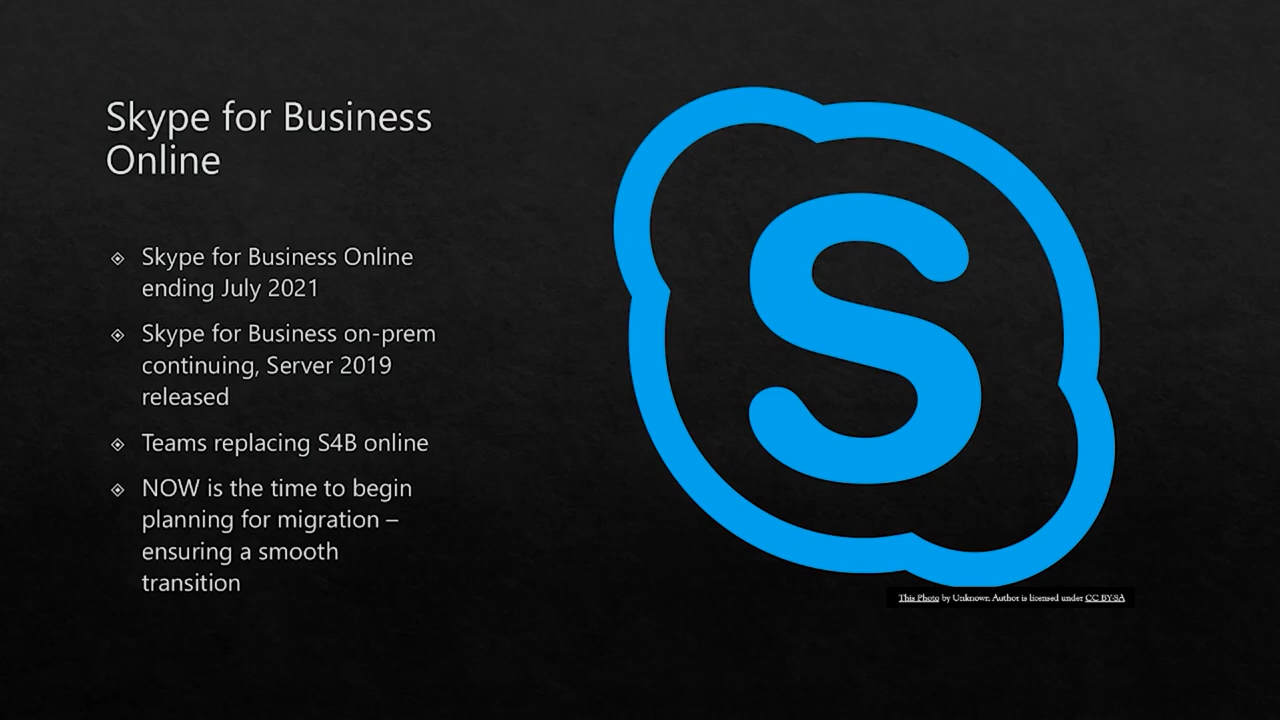 Skype for Business
Online
Skype for Business Online
ending July 2021
Skype for Business on-prem
continuing, Server 2019
released
Teams replacing S4B online
NOW is the time to begin
planning for migration –
ensuring a smooth
transition
S
This Photo by Unknown Author is licensed under CC BY-SA